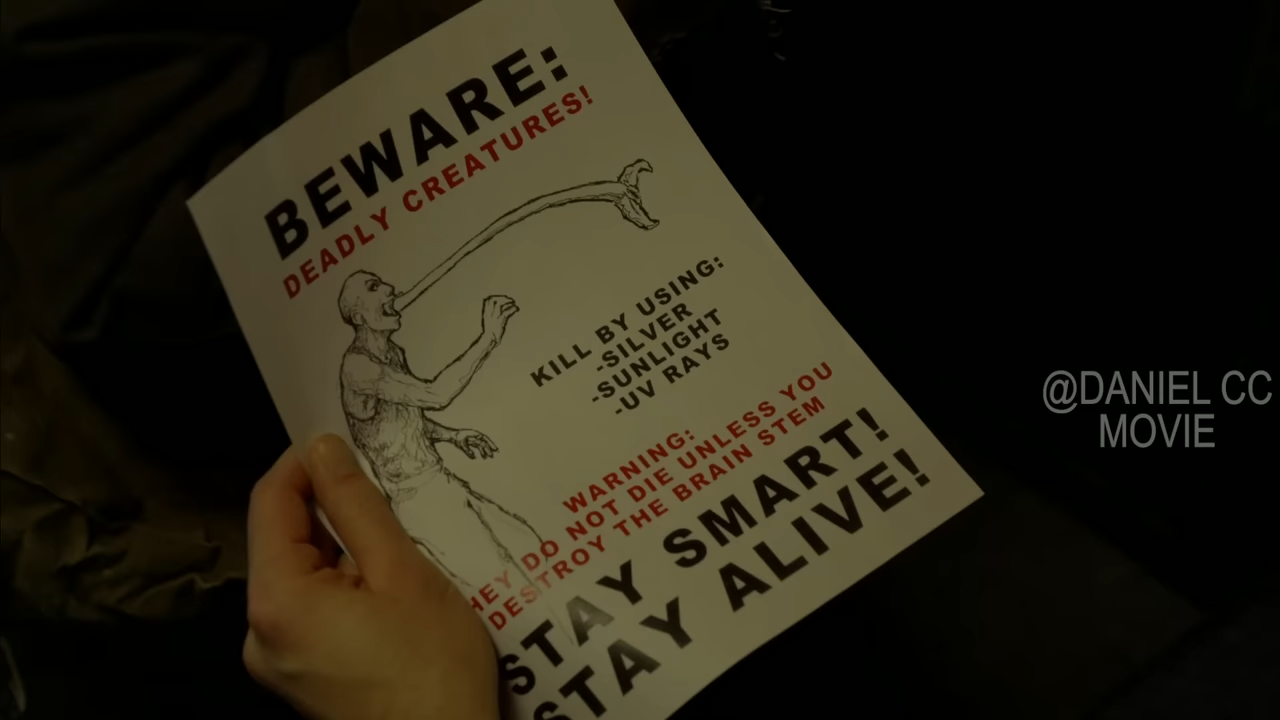 BEWARE:
DEADLY CREATURES!
KILL BY USING:
-SILVER
-SUNLIGHT
-UV RAYS
WARNING:
HEY DO NOT DIE UNLESS YOU
DESTROY THE BRAIN STEM
STAY SMART!
STAY ALIVE!
@DANIEL CC
MOVIE